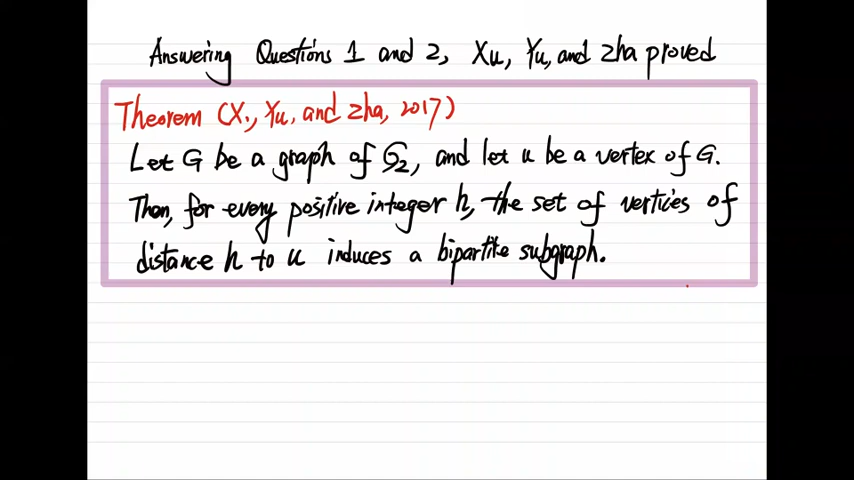 Answering Questions 1 and 2, Xu, Yu, and Zha proved
Theorem (X., Yu, and Zha, 2017)
Let G be a graph of G₂, and let u be a vertex of G.
Then, for every positive integer h, the set of vertices of
distance h to u induces a bipartite subgraph.